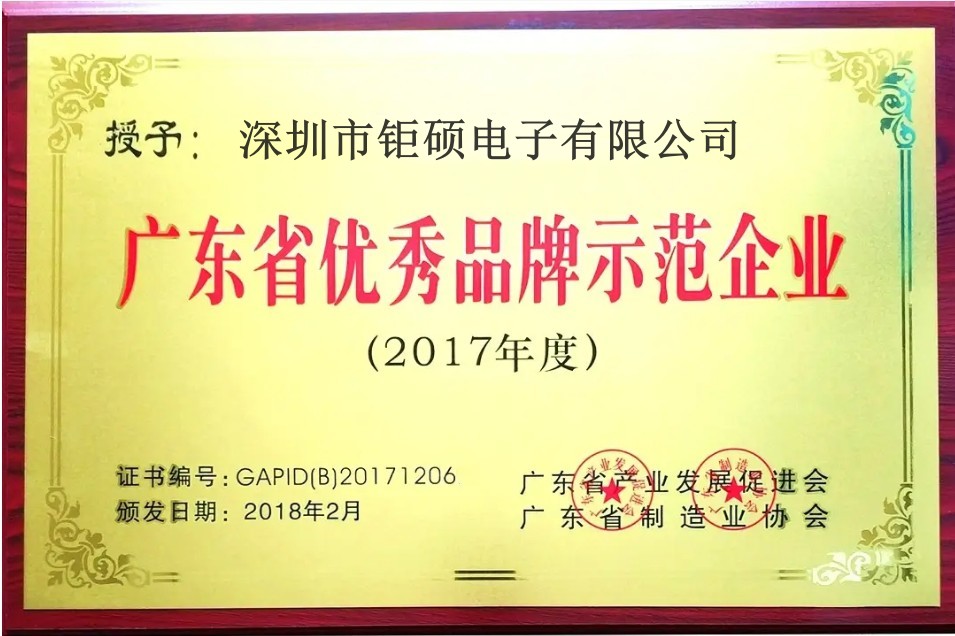 授予：深圳市钜硕电子有限公司
广东省优秀品牌示范企业
(2017年度)
证书编号：GAPID(B)20171206
颁发日期：2018年2月
广东省产业发展促进会
广东省制造业协会